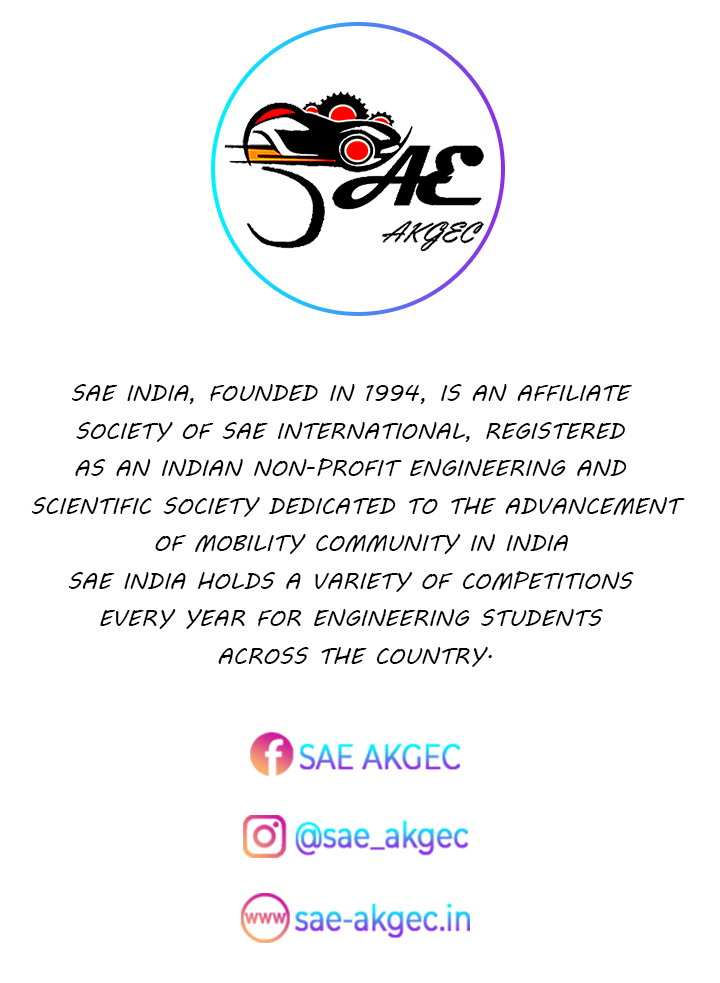 SAE
AKGEC
SAE INDIA, FOUNDED IN 1994, IS AN AFFILIATE
SOCIETY OF SAE INTERNATIONAL, REGISTERED
AS AN INDIAN NON-PROFIT ENGINEERING AND
SCIENTIFIC SOCIETY DEDICATED TO THE ADVANCEMENT
OF MOBILITY COMMUNITY IN INDIA
SAE INDIA HOLDS A VARIETY OF COMPETITIONS
EVERY YEAR FOR ENGINEERING STUDENTS
ACROSS THE COUNTRY.
f SAE AKGEC
@sae_akgec
www sae-akgec.in